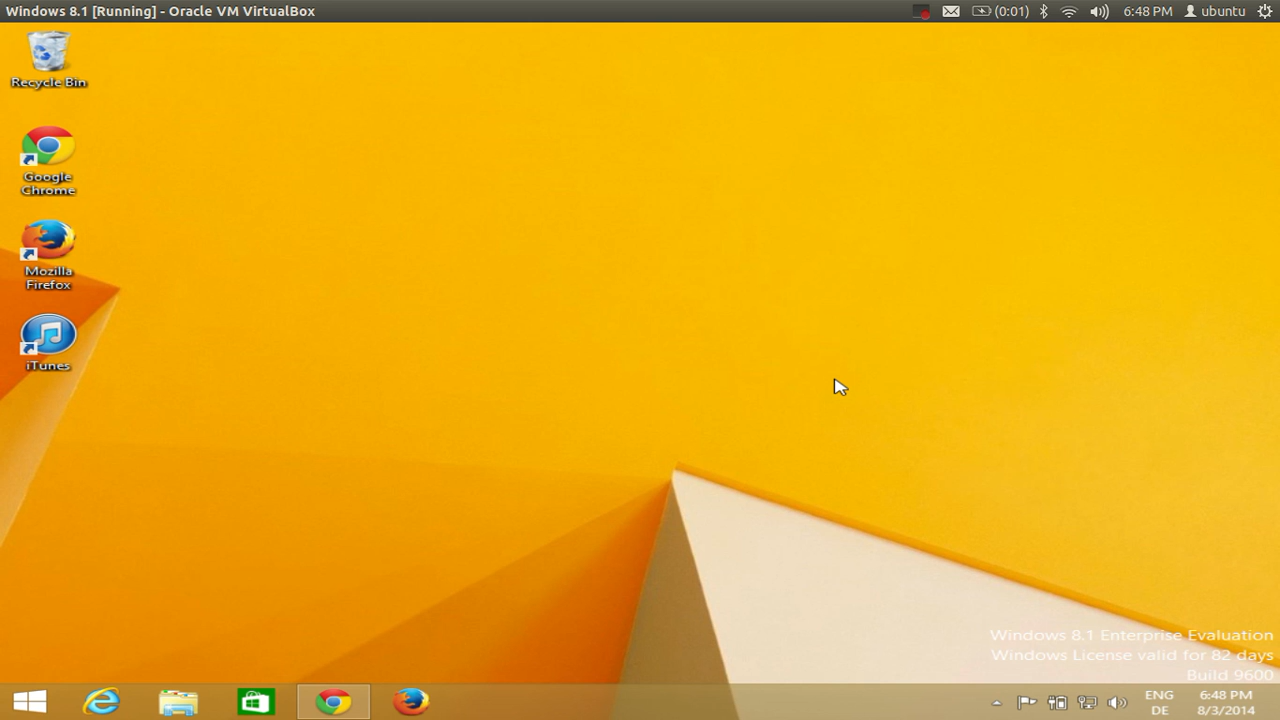 Windows 8.1 [Running] - Oracle VM VirtualBox
(0:01) 6:48 PM ubuntu
Recycle Bin
Google
Chrome
Mozilla
Firefox
iTunes
Windows 8.1 Enterprise Evaluation
Windows License valid for 82 days
Build 9600
ENG 6:48 PM
DE 8/3/2014